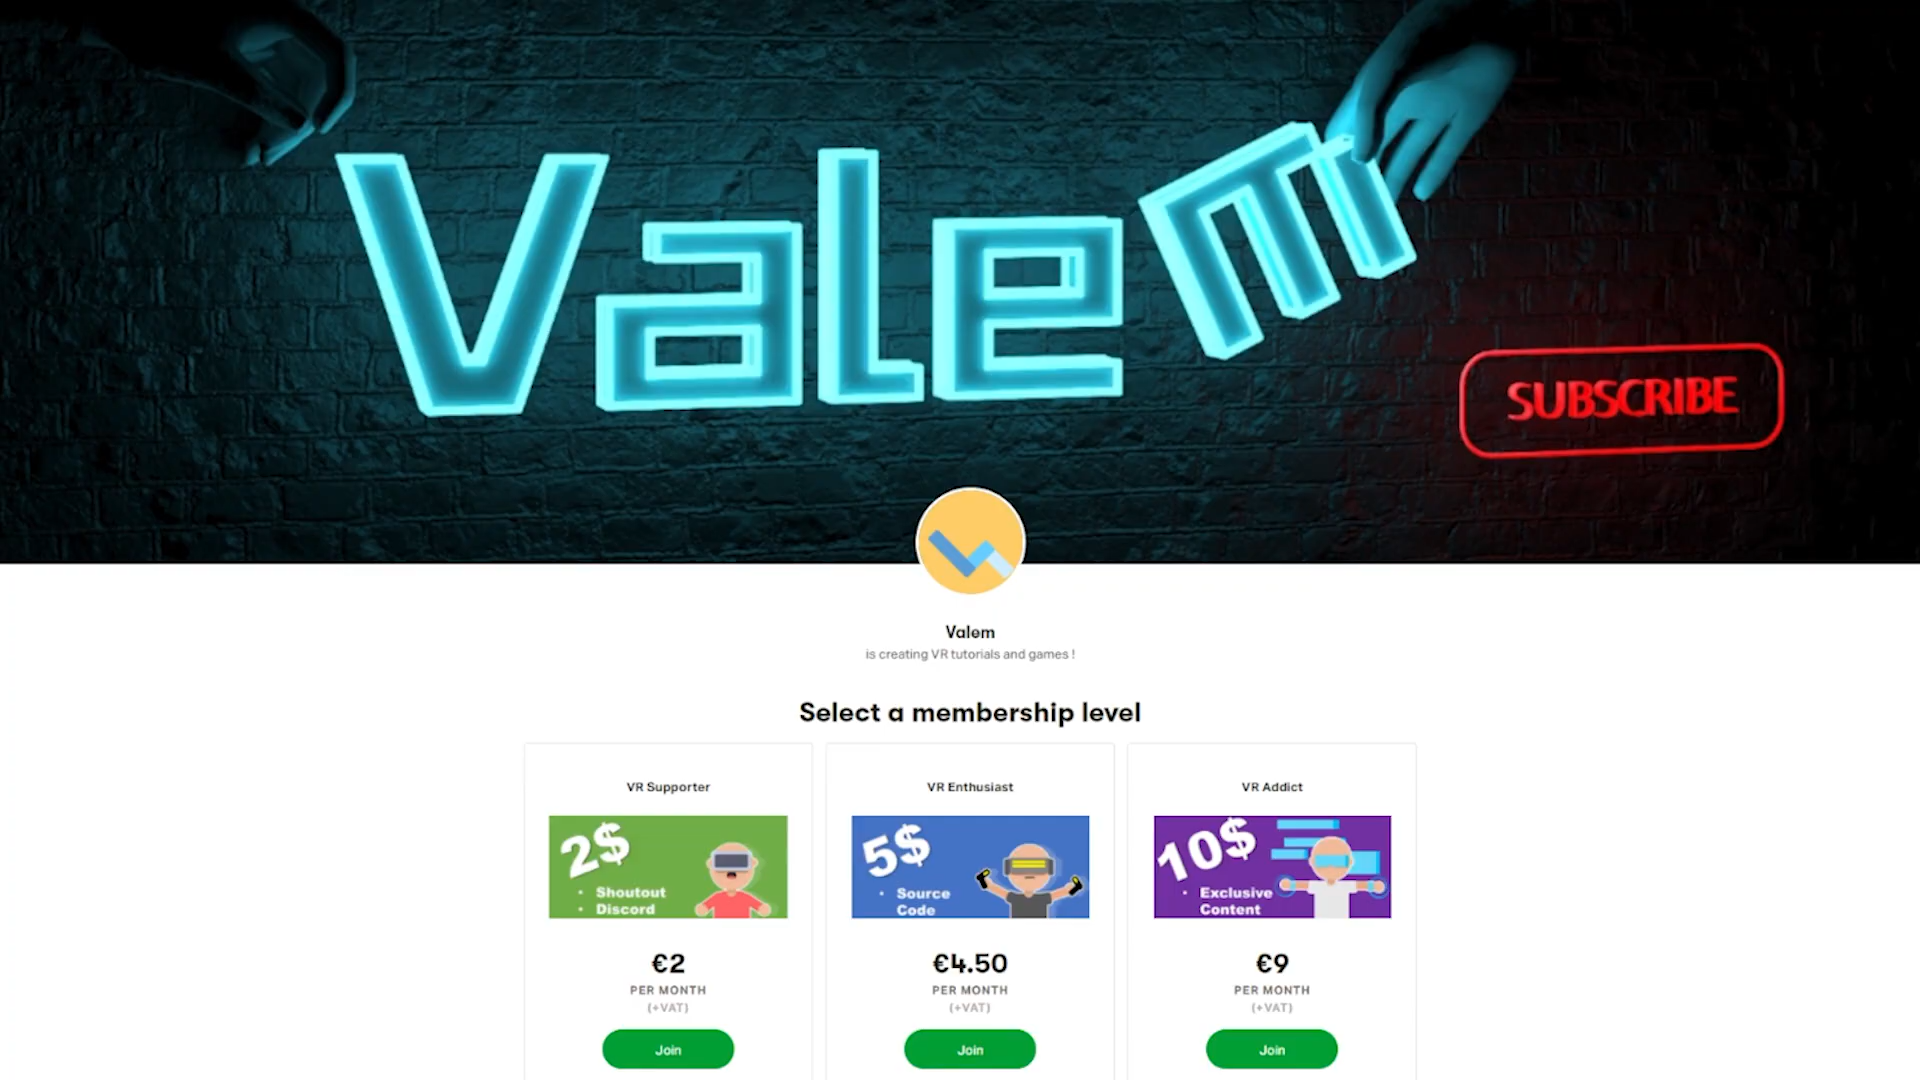 Valem
SUBSCRIBE
Valem
is creating VR tutorials and games !
Select a membership level
VR Supporter
2$
• Shoutout
• Discord
€2
PER MONTH
(+VAT)
Join
VR Enthusiast
5$
• Source
Code
€4.50
PER MONTH
(+VAT)
Join
VR Addict
10$
• Exclusive
Content
€9
PER MONTH
(+VAT)
Join